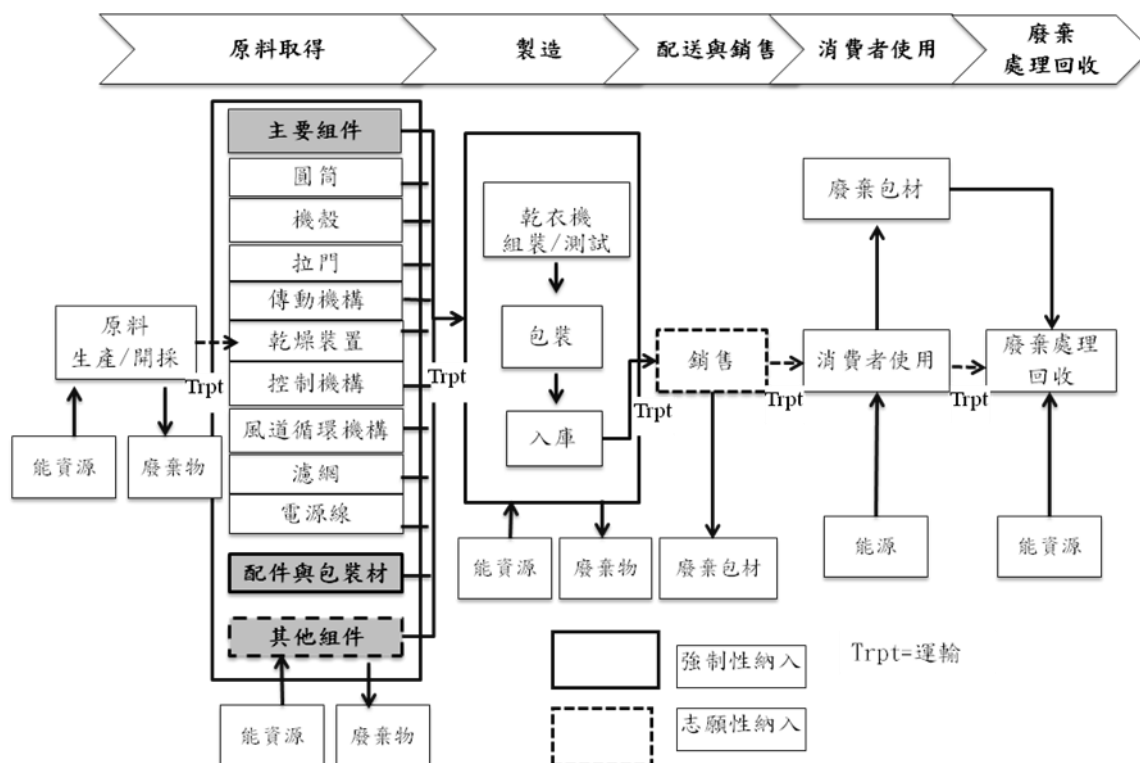 原料取得
製造
配送與銷售
消費者使用
廢棄
處理回收
主要組件
圓筒
機殼
拉門
傳動機構
乾燥裝置
控制機構
風道循環機構
濾網
電源線
配件與包裝材
其他組件
原料
生產/開採
Trpt
能資源
廢棄物
能資源
廢棄物
Trpt
乾衣機
組裝/測試
包裝
入庫
能資源
廢棄物
Trpt
銷售
廢棄包材
Trpt
廢棄包材
消費者使用
能源
Trpt
廢棄處理
回收
能資源
強制性納入
志願性納入
Trpt=運輸